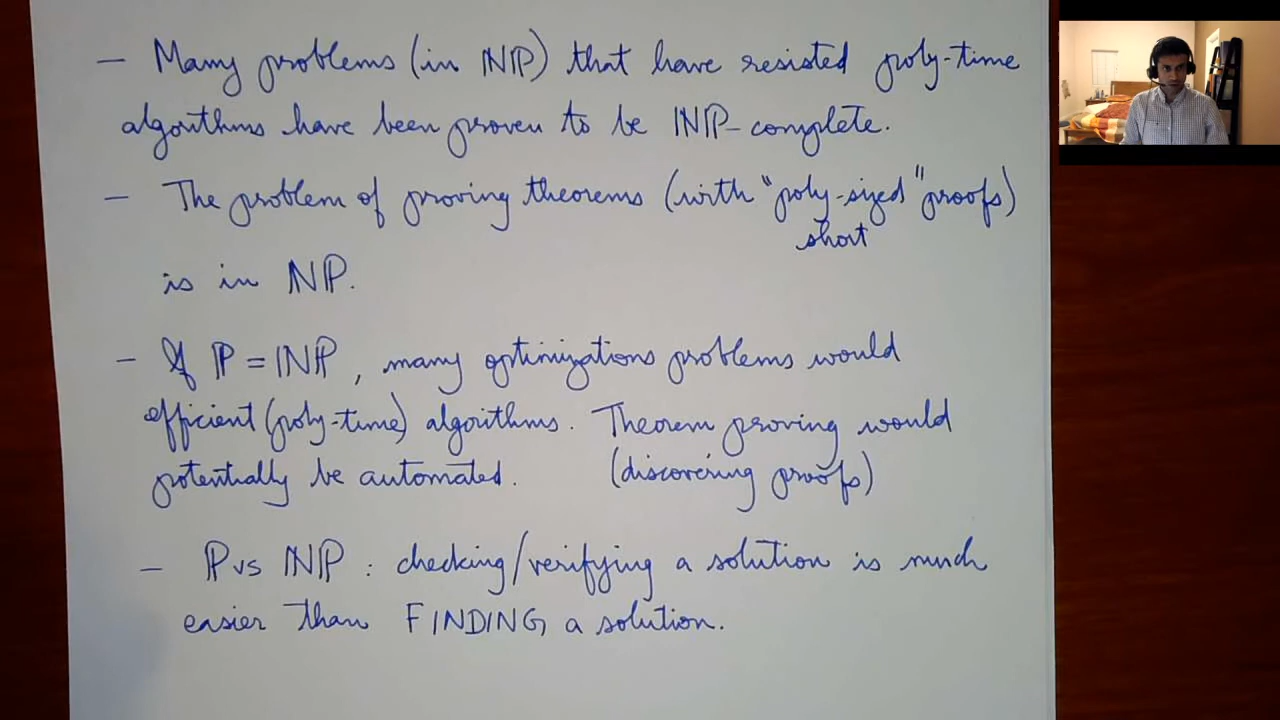 - Many problems (in NP) that have resisted poly-time
algorithms have been proven to be NP-complete.
- The problem of proving theorems (with "poly-sized" proofs)
short
is in NP.
- If P = NP, many optimizations problems would
efficient (poly-time) algorithms. Theorem proving would
potentially be automated. (discovering proofs)
- P vs NP : checking/verifying a solution is much
easier than FINDING a solution.